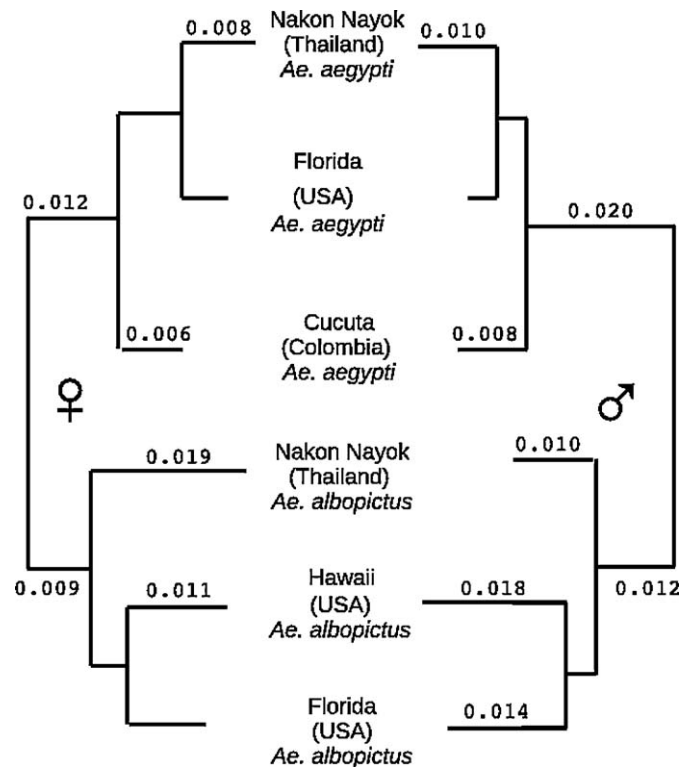 0.008
Nakon Nayok
(Thailand)
Ae. aegypti
0.010
Florida
(USA)
Ae. aegypti
0.012
0.020
0.006
Cucuta
(Colombia)
Ae. aegypti
0.008
♀
♂
0.019
Nakon Nayok
(Thailand)
Ae. albopictus
0.010
0.009
0.011
Hawaii
(USA)
Ae. albopictus
0.018
0.012
Florida
(USA)
Ae. albopictus
0.014